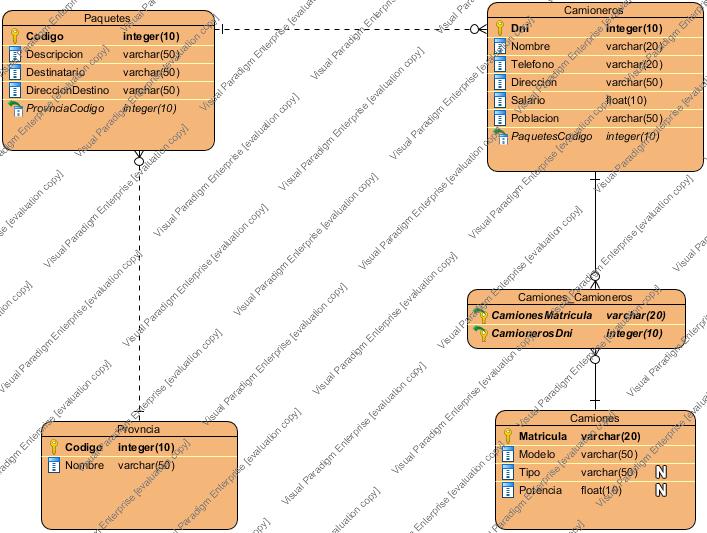 Paquetes
Codigo integer(10)
Descripcion varchar(50)
Destinatario varchar(50)
DireccionDestino varchar(50)
ProvinciaCodigo integer(10)
Camioneros
Dni integer(10)
Nombre varchar(20)
Telefono varchar(20)
Direccion varchar(50)
Salario float(10)
Poblacion varchar(50)
PaquetesCodigo integer(10)
Camiones_Camioneros
CamionesMatricula varchar(20)
CamionerosDni integer(10)
Provncia
Codigo integer(10)
Nombre varchar(50)
Camiones
Matricula varchar(20)
Modelo varchar(50)
Tipo varchar(50) N
Potencia float(10) N
Visual Paradigm Enterprise [evaluation copy]